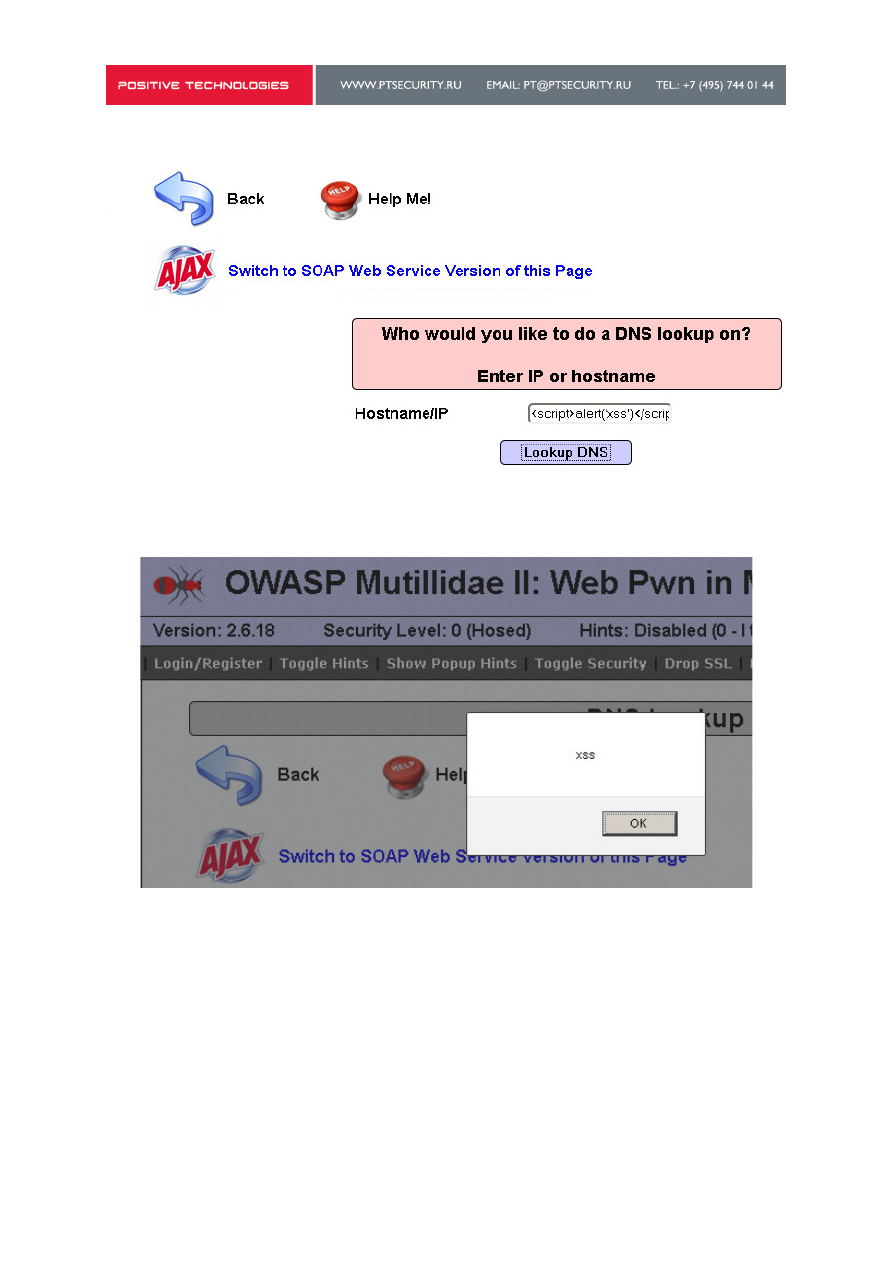 POSITIVE TECHNOLOGIES WWW.PTSECURITY.RU EMAIL: PT@PTSECURITY.RU TEL.: +7 (495) 744 01 44
Back HELP Help Me!
AJAX Switch to SOAP Web Service Version of this Page
Who would you like to do a DNS lookup on?
Enter IP or hostname
Hostname/IP <script>alert('xss')</scrip
Lookup DNS
OWASP Mutillidae II: Web Pwn in
Version: 2.6.18 Security Level: 0 (Hosed) Hints: Disabled (0 - I t
| Login/Register | Toggle Hints | Show Popup Hints | Toggle Security | Drop SSL |
xss
Back HELP Help
OK
AJAX Switch to SOAP Web Service Version of this Page